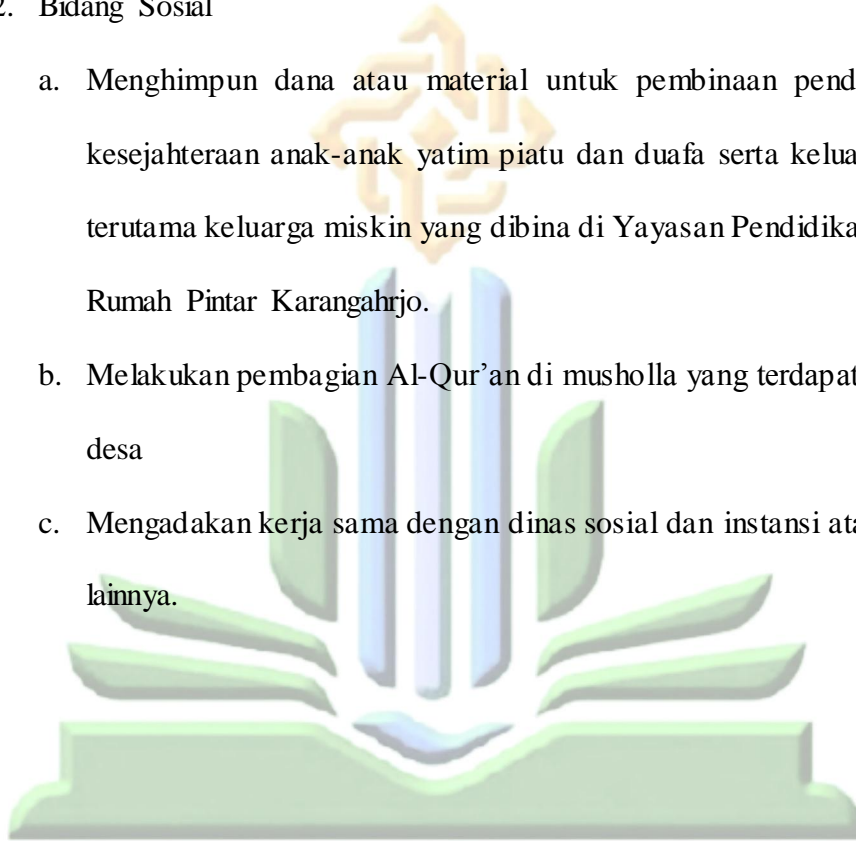 2. Bidang Sosial
a. Menghimpun dana atau material untuk pembinaan pend
kesejahteraan anak-anak yatim piatu dan duafa serta kelua
terutama keluarga miskin yang dibina di Yayasan Pendidika
Rumah Pintar Karangahrjo.
b. Melakukan pembagian Al-Qur’an di musholla yang terdapat
desa
c. Mengadakan kerja sama dengan dinas sosial dan instansi ata
lainnya.